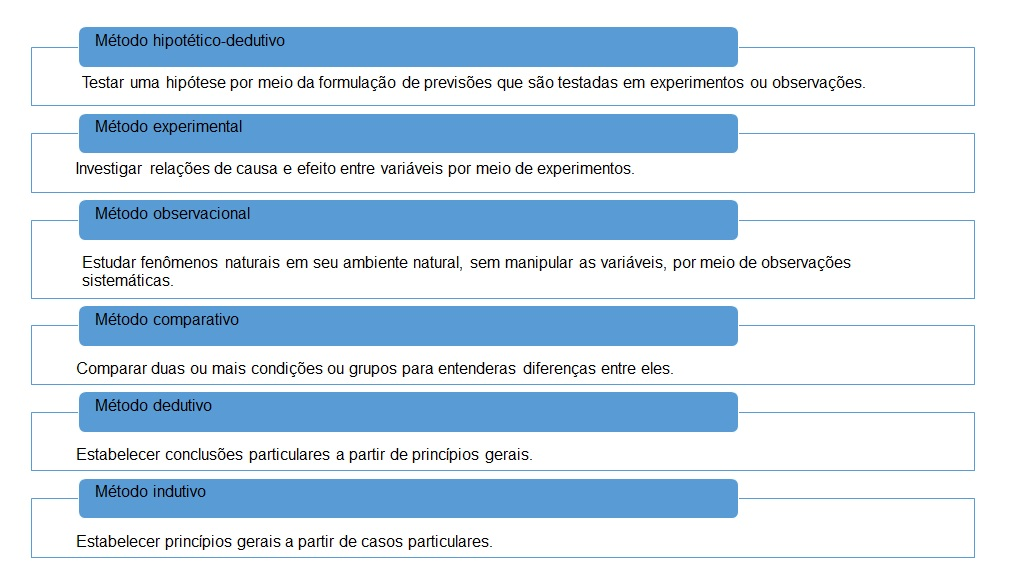 Método hipotético-dedutivo
Testar uma hipótese por meio da formulação de previsões que são testadas em experimentos ou observações.
Método experimental
Investigar relações de causa e efeito entre variáveis por meio de experimentos.
Método observacional
Estudar fenômenos naturais em seu ambiente natural, sem manipular as variáveis, por meio de observações
sistemáticas.
Método comparativo
Comparar duas ou mais condições ou grupos para entenderas diferenças entre eles.
Método dedutivo
Estabelecer conclusões particulares a partir de princípios gerais.
Método indutivo
Estabelecer princípios gerais a partir de casos particulares.